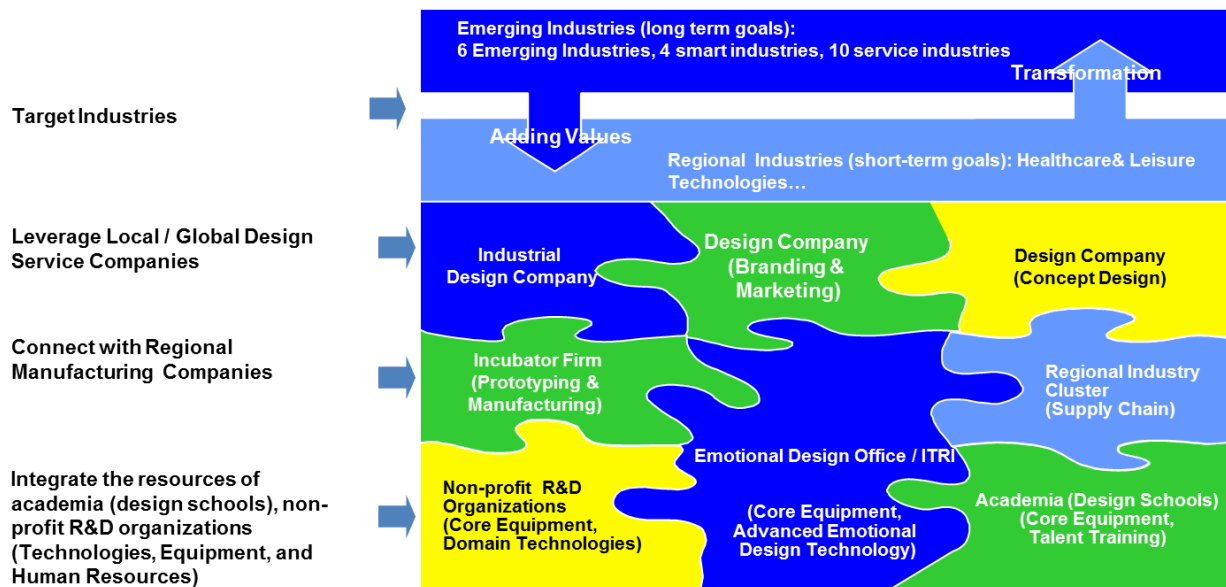 Emerging Industries (long term goals):
6 Emerging Industries, 4 smart industries, 10 service industries
Transformation
Target Industries
Adding Values
Regional Industries (short-term goals): Healthcare& Leisure
Technologies…
Leverage Local / Global Design
Service Companies
Industrial
Design Company
Design Company
(Branding &
Marketing)
Design Company
(Concept Design)
Connect with Regional
Manufacturing Companies
Incubator Firm
(Prototyping &
Manufacturing)
Regional Industry
Cluster
(Supply Chain)
Integrate the resources of
academia (design schools), non-
profit R&D organizations
(Technologies, Equipment, and
Human Resources)
Non-profit R&D
Organizations
(Core Equipment,
Domain Technologies)
Emotional Design Office / ITRI
(Core Equipment,
Advanced Emotional
Design Technology)
Academia (Design Schools)
(Core Equipment,
Talent Training)